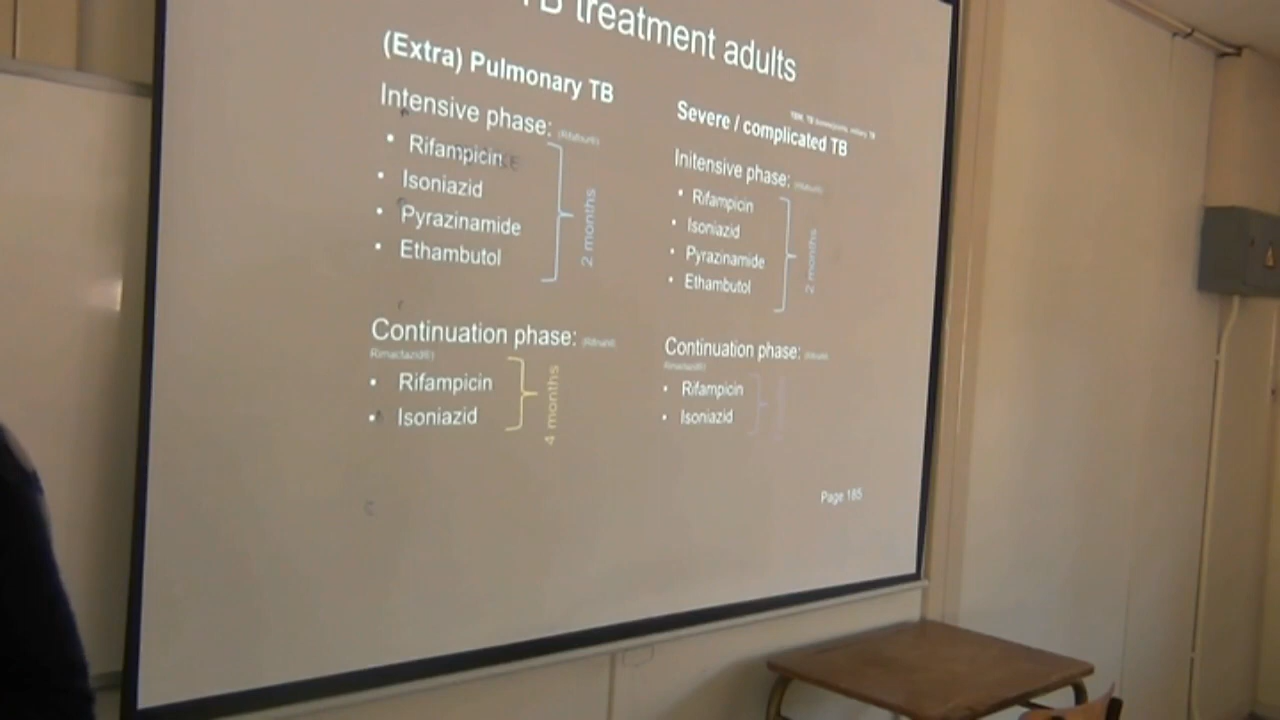 TB treatment adults
(Extra) Pulmonary TB
Intensive phase:
• Rifampicin
• Isoniazid
• Pyrazinamide
• Ethambutol
2 months
Continuation phase:
• Rifampicin
• Isoniazid
4 months
Severe / complicated TB
Initensive phase:
• Rifampicin
• Isoniazid
• Pyrazinamide
• Ethambutol
2 months
Continuation phase:
• Rifampicin
• Isoniazid
Page 185